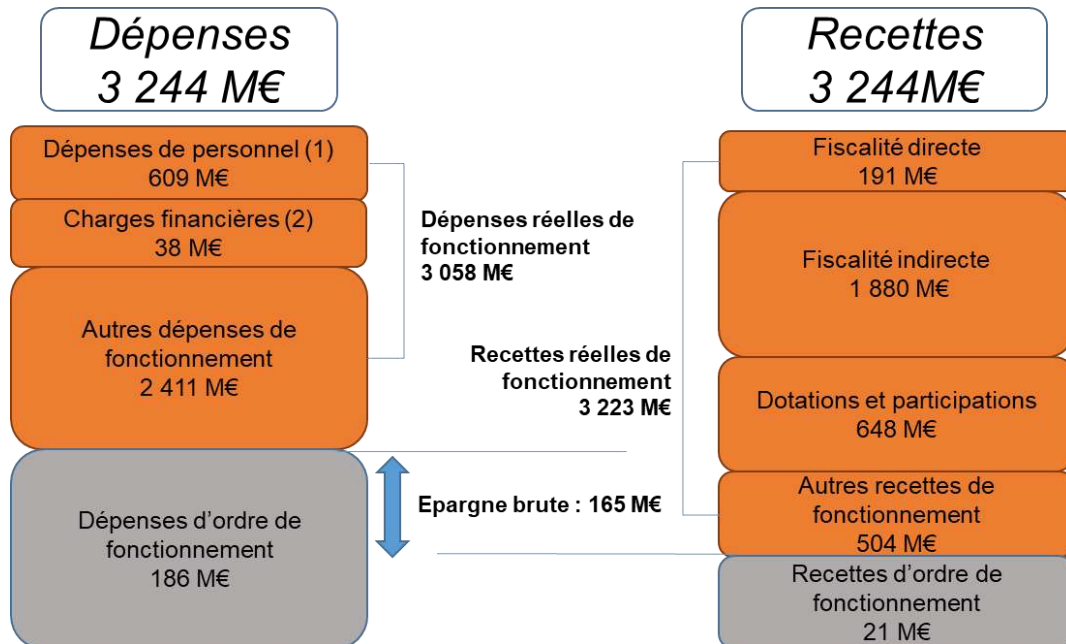 Dépenses
3 244 M€
Dépenses de personnel (1)
609 M€
Charges financières (2)
38 M€
Autres dépenses de
fonctionnement
2 411 M€
Dépenses d’ordre de
fonctionnement
186 M€
Dépenses réelles de
fonctionnement
3 058 M€
Recettes réelles de
fonctionnement
3 223 M€
Epargne brute : 165 M€
Recettes
3 244M€
Fiscalité directe
191 M€
Fiscalité indirecte
1 880 M€
Dotations et participations
648 M€
Autres recettes de
fonctionnement
504 M€
Recettes d’ordre de
fonctionnement
21 M€